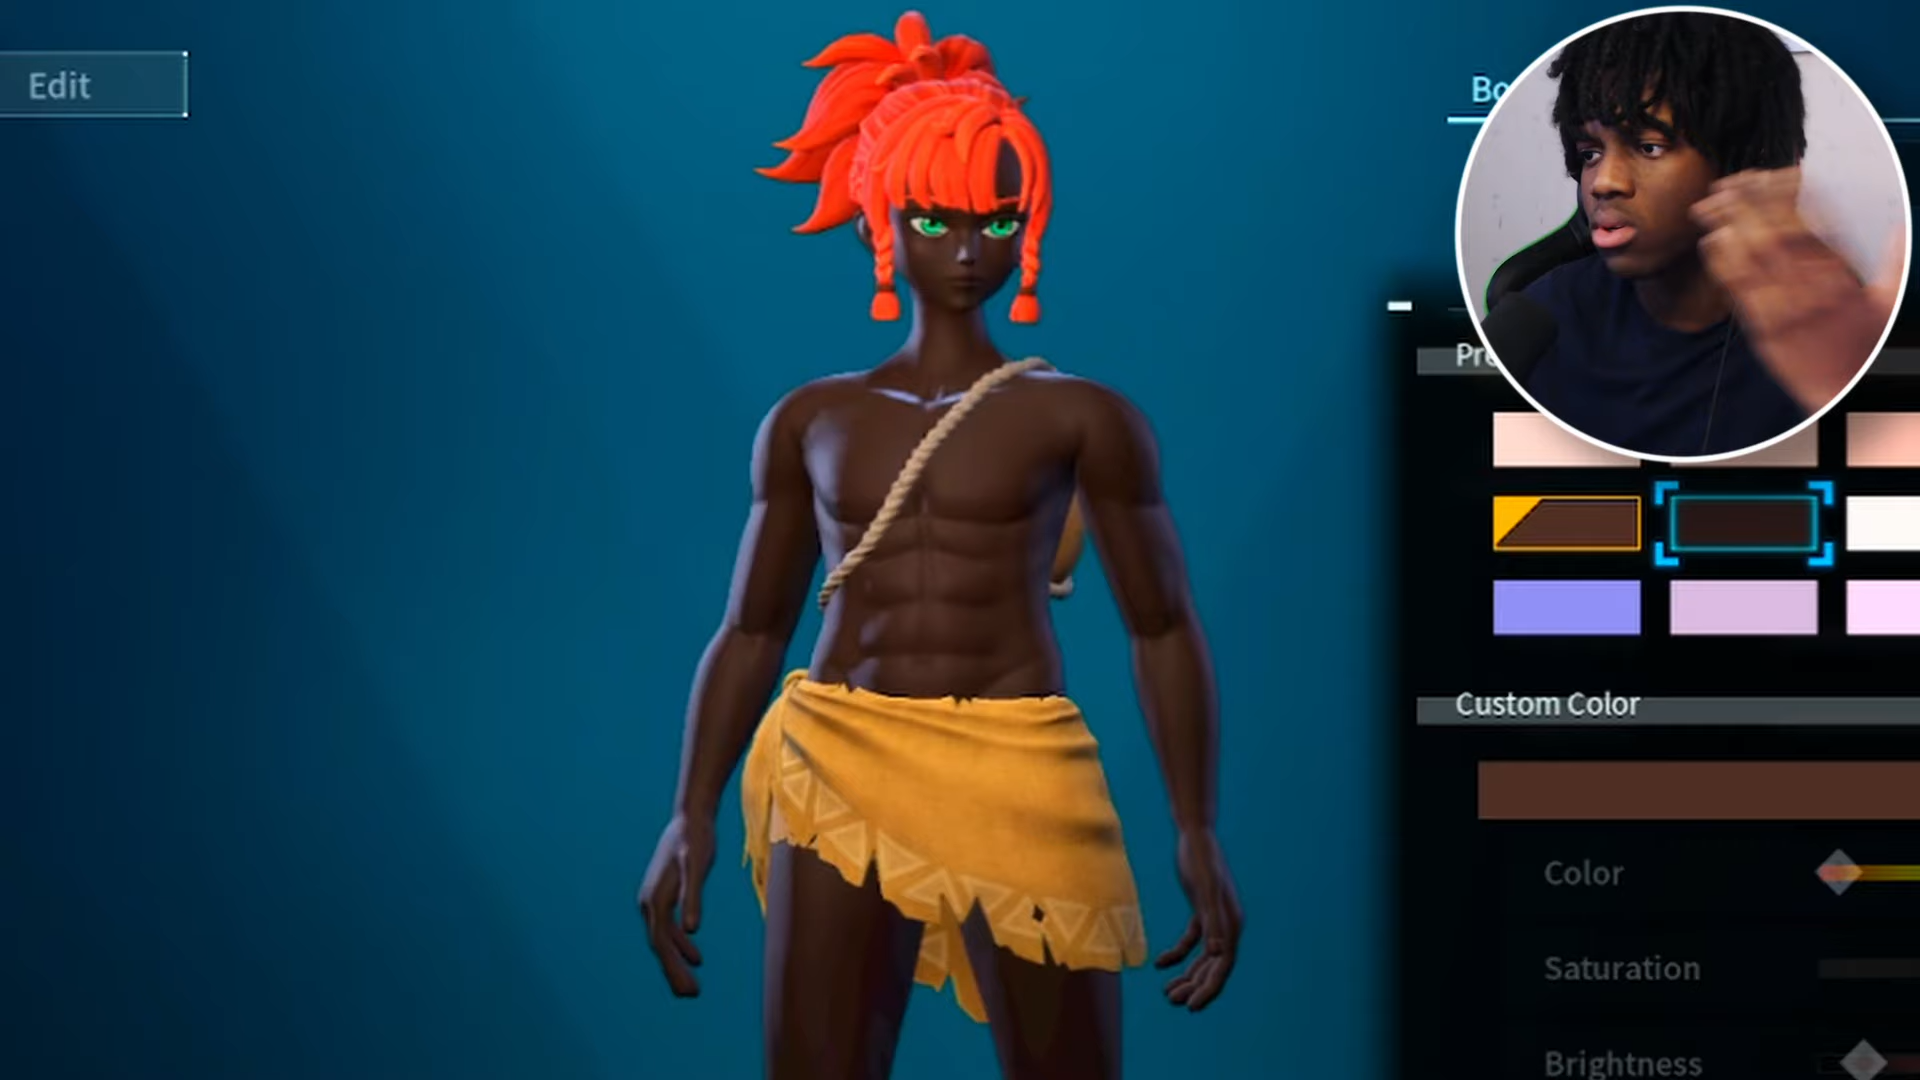 Edit
Custom Color
Color
Saturation
Brightness